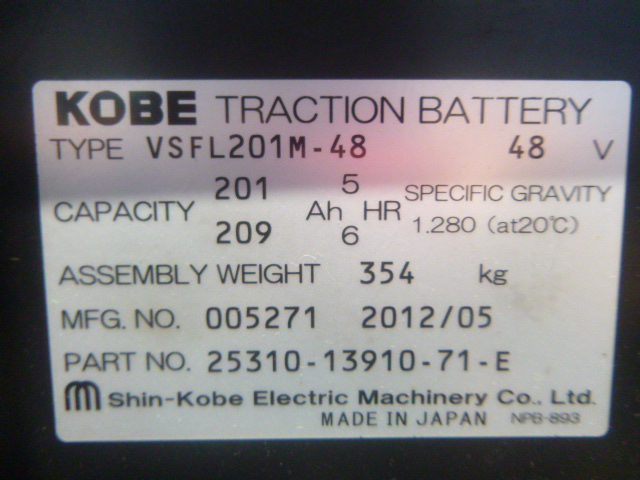 KOBE TRACTION BATTERY
TYPE VSFL201M-48 48 V
201 5 SPECIFIC GRAVITY
CAPACITY Ah HR
209 6 1.280 (at20℃)
ASSEMBLY WEIGHT 354 kg
MFG. NO. 005271 2012/05
PART NO. 25310-13910-71-E
Shin-Kobe Electric Machinery Co., Ltd.
MADE IN JAPAN NPB-893